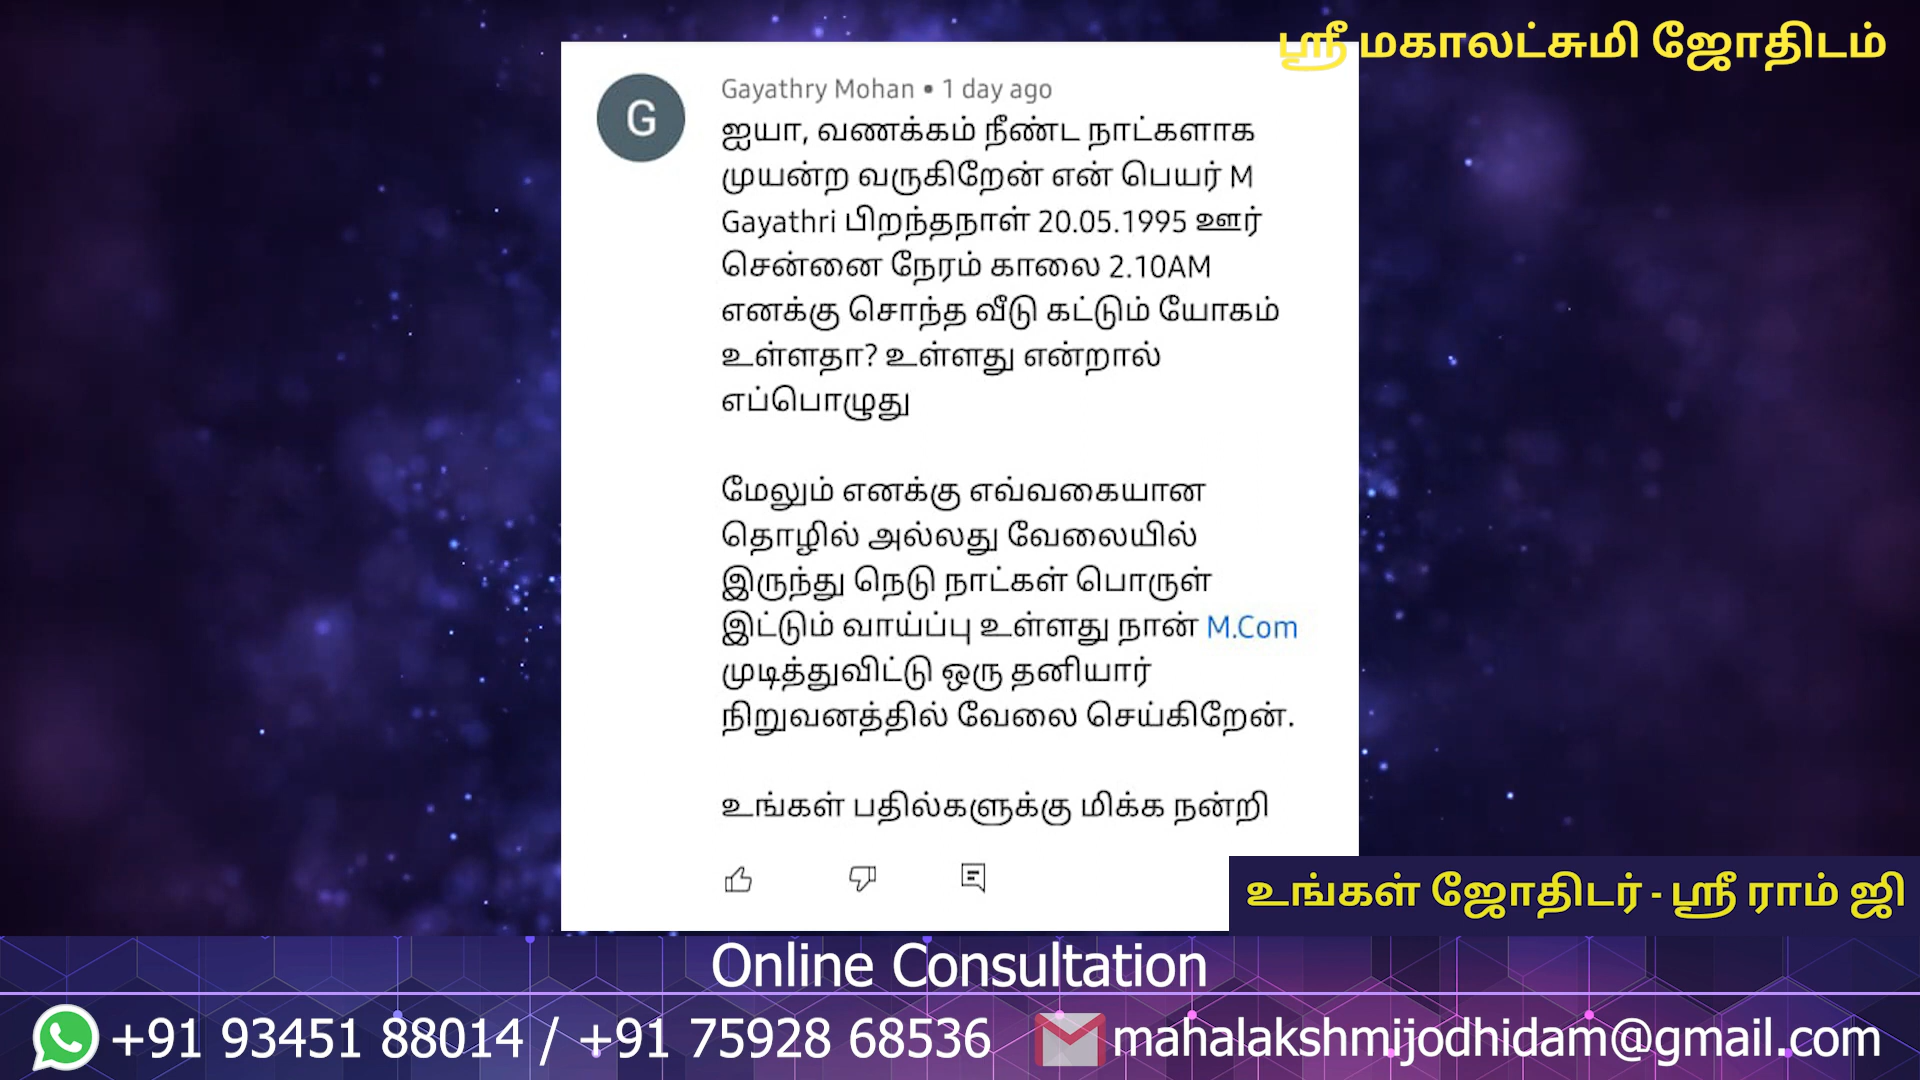 ஸ்ரீ மகாலட்சுமி ஜோதிடம்
G
Gayathry Mohan • 1 day ago
ஐயா, வணக்கம் நீண்ட நாட்களாக
முயன்ற வருகிறேன் என் பெயர் M
Gayathri பிறந்தநாள் 20.05.1995 ஊர்
சென்னை நேரம் காலை 2.10AM
எனக்கு சொந்த வீடு கட்டும் யோகம்
உள்ளதா? உள்ளது என்றால்
எப்பொழுது
மேலும் எனக்கு எவ்வகையான
தொழில் அல்லது வேலையில்
இருந்து நெடு நாட்கள் பொருள்
இட்டும் வாய்ப்பு உள்ளது நான் M.Com
முடித்துவிட்டு ஒரு தனியார்
நிறுவனத்தில் வேலை செய்கிறேன்.
உங்கள் பதில்களுக்கு மிக்க நன்றி
உங்கள் ஜோதிடர் - ஸ்ரீ ராம் ஜி
Online Consultation
+91 93451 88014 / +91 75928 68536 mahalakshmijodhidam@gmail.com